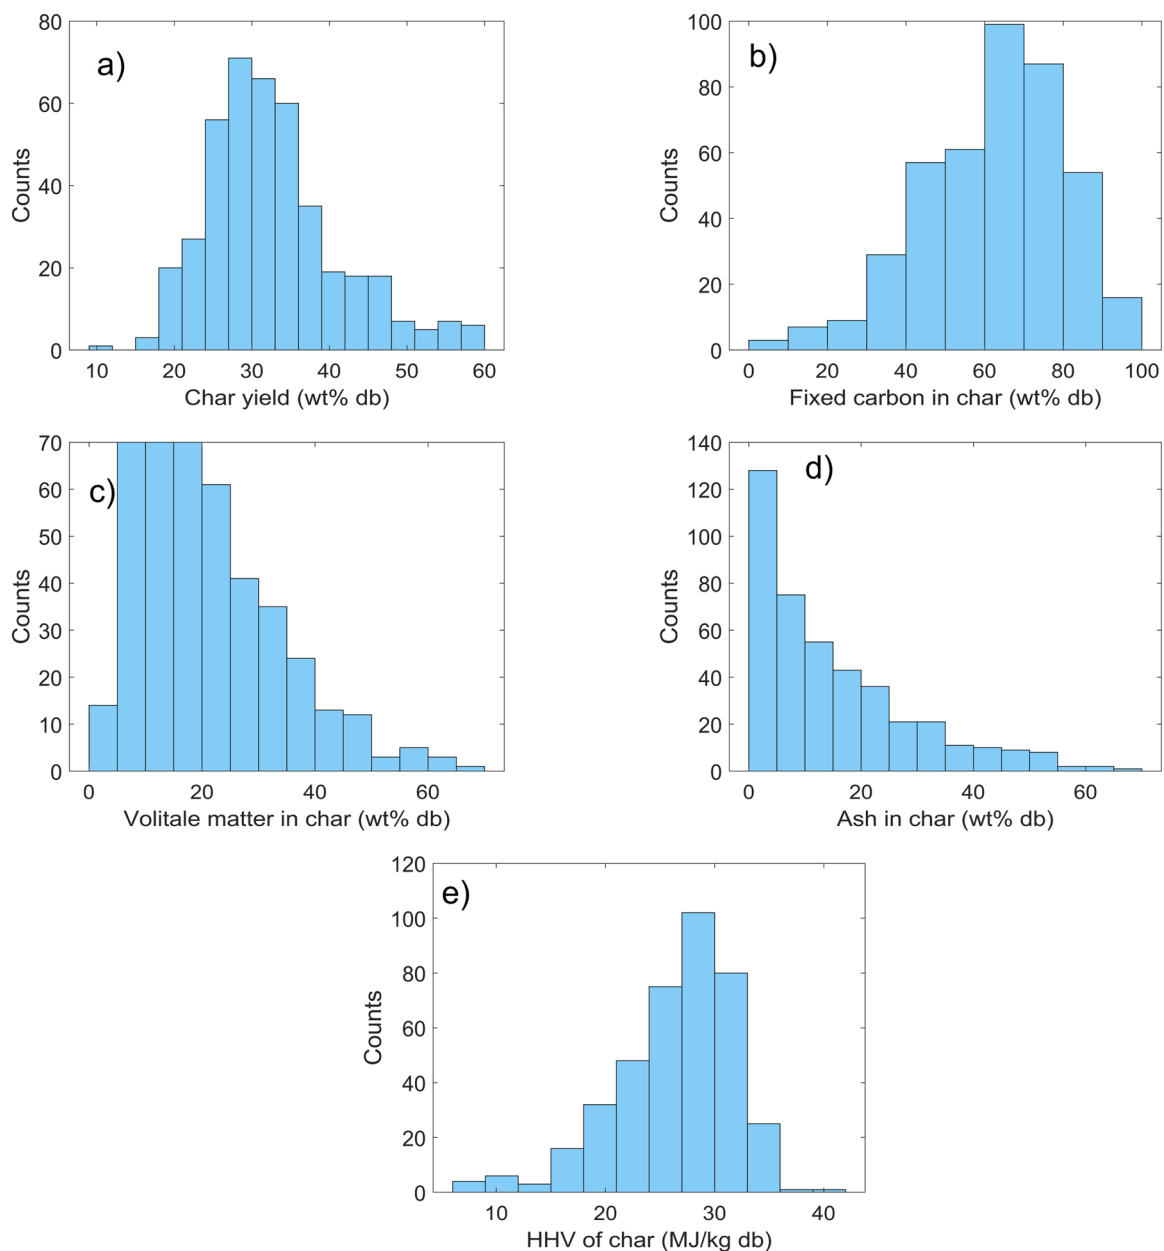 a)
80
60
40
20
0
Counts
10 20 30 40 50 60
Char yield (wt% db)
b)
100
80
60
40
20
0
Counts
0 20 40 60 80 100
Fixed carbon in char (wt% db)
c)
70
60
50
40
30
20
10
0
Counts
0 20 40 60
Volitale matter in char (wt% db)
d)
140
120
100
80
60
40
20
0
Counts
0 20 40 60
Ash in char (wt% db)
e)
120
100
80
60
40
20
0
Counts
10 20 30 40
HHV of char (MJ/kg db)